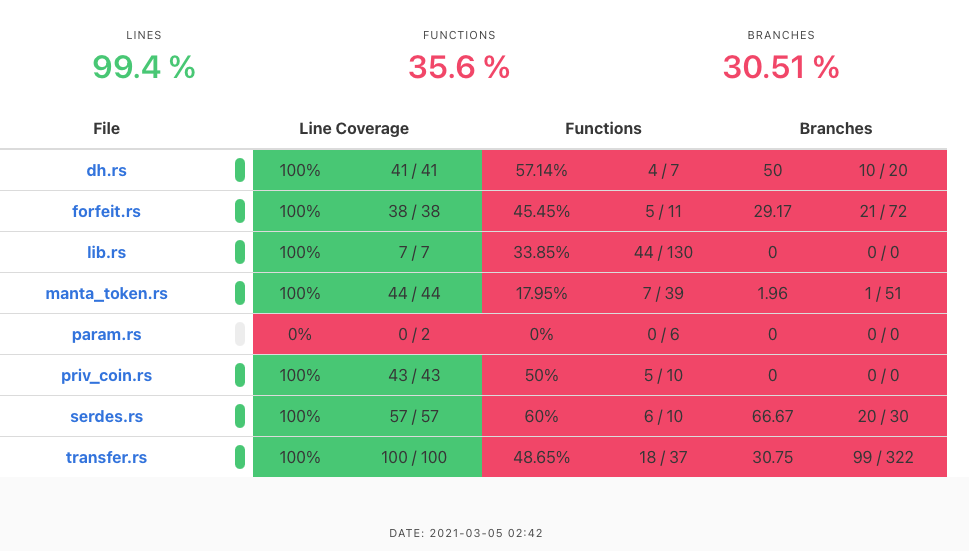 LINES FUNCTIONS BRANCHES
99.4 % 35.6 % 30.51 %
File Line Coverage Functions Branches
dh.rs 100% 41 / 41 57.14% 4 / 7 50 10 / 20
forfeit.rs 100% 38 / 38 45.45% 5 / 11 29.17 21 / 72
lib.rs 100% 7 / 7 33.85% 44 / 130 0 0 / 0
manta_token.rs 100% 44 / 44 17.95% 7 / 39 1.96 1 / 51
param.rs 0% 0 / 2 0% 0 / 6 0 0 / 0
priv_coin.rs 100% 43 / 43 50% 5 / 10 0 0 / 0
serdes.rs 100% 57 / 57 60% 6 / 10 66.67 20 / 30
transfer.rs 100% 100 / 100 48.65% 18 / 37 30.75 99 / 322
DATE: 2021-03-05 02:42